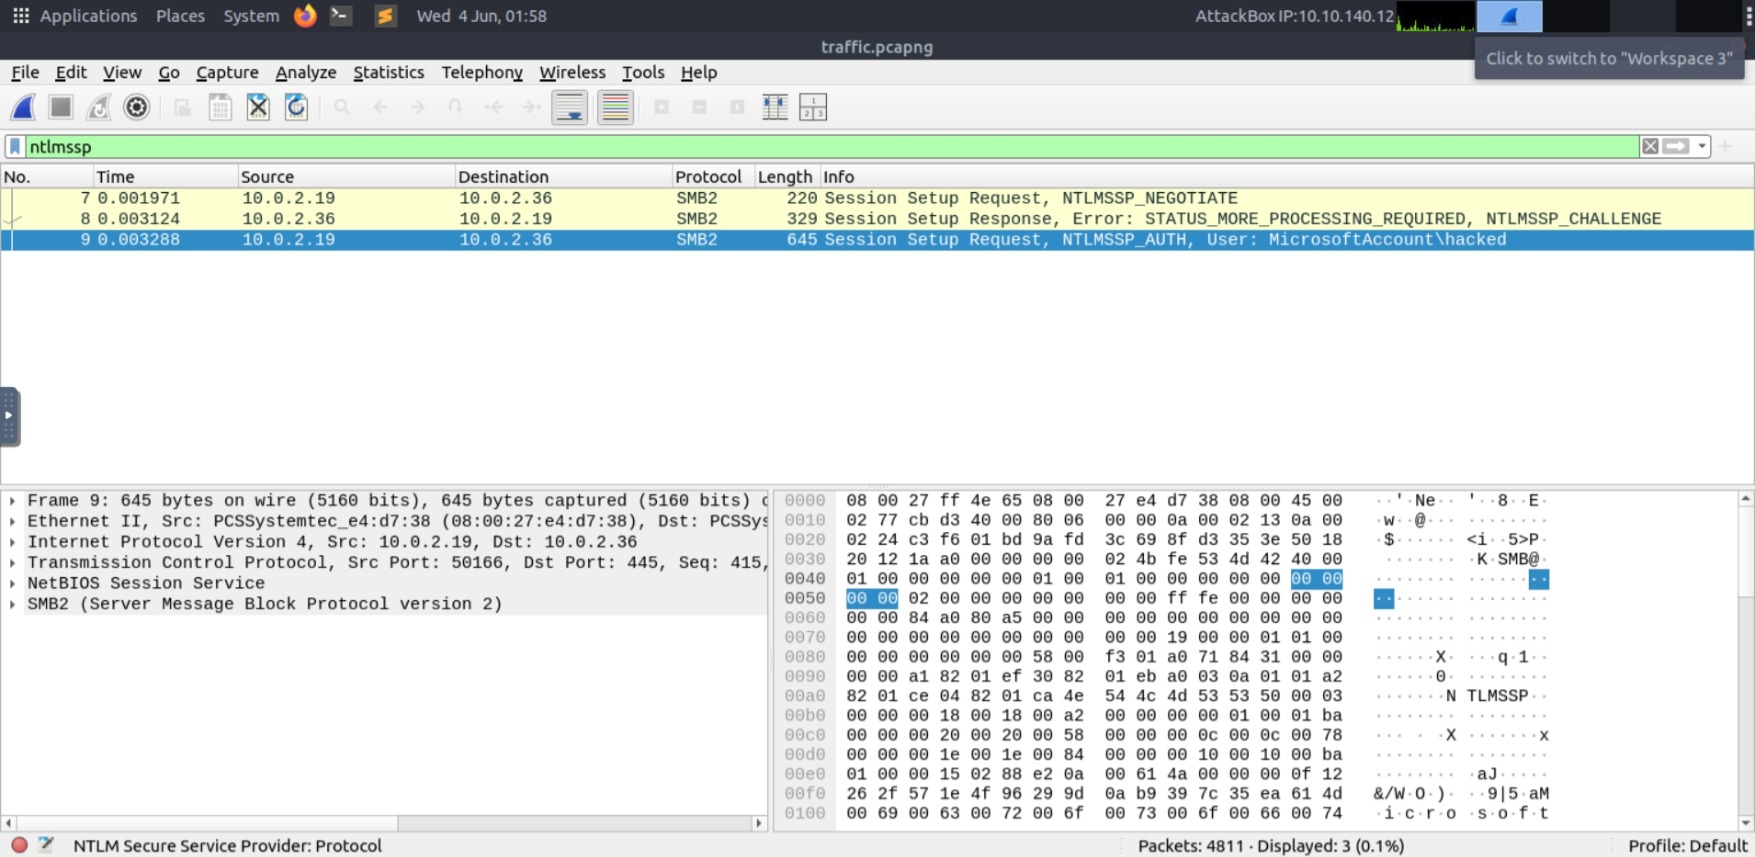 Applications Places System Wed 4 Jun, 01:58 AttackBox IP:10.10.140.12
traffic.pcapng
Click to switch to "Workspace 3"
File Edit View Go Capture Analyze Statistics Telephony Wireless Tools Help
ntlmssp
No. Time Source Destination Protocol Length Info
7 0.001971 10.0.2.19 10.0.2.36 SMB2 220 Session Setup Request, NTLMSSP_NEGOTIATE
8 0.003124 10.0.2.36 10.0.2.19 SMB2 329 Session Setup Response, Error: STATUS_MORE_PROCESSING_REQUIRED, NTLMSSP_CHALLENGE
9 0.003288 10.0.2.19 10.0.2.36 SMB2 645 Session Setup Request, NTLMSSP_AUTH, User: MicrosoftAccount\hacked
Frame 9: 645 bytes on wire (5160 bits), 645 bytes captured (5160 bits) o
Ethernet II, Src: PCSSystemtec_e4:d7:38 (08:00:27:e4:d7:38), Dst: PCSSys
Internet Protocol Version 4, Src: 10.0.2.19, Dst: 10.0.2.36
Transmission Control Protocol, Src Port: 50166, Dst Port: 445, Seq: 415,
NetBIOS Session Service
SMB2 (Server Message Block Protocol version 2)
0000 08 00 27 ff 4e 65 08 00 27 e4 d7 38 08 00 45 00 ··'·Ne·· '··8··E·
0010 02 77 cb d3 40 00 80 06 00 00 0a 00 02 13 0a 00 ·w··@··· ········
0020 02 24 c3 f6 01 bd 9a fd 3c 69 8f d3 35 3e 50 18 ·$······ <i··5>P·
0030 20 12 1a a0 00 00 00 00 02 4b fe 53 4d 42 40 00 ········ ·K·SMB@·
0040 01 00 00 00 00 00 01 00 01 00 00 00 00 00 00 00 ········ ········
0050 00 00 02 00 00 00 00 00 00 00 ff fe 00 00 00 00 ········ ········
0060 00 00 84 a0 80 a5 00 00 00 00 00 00 00 00 00 00 ········ ········
0070 00 00 00 00 00 00 00 00 00 00 19 00 00 01 01 00 ········ ········
0080 00 00 00 00 00 00 58 00 f3 01 a0 71 84 31 00 00 ······X· ···q·1··
0090 00 00 a1 82 01 ef 30 82 01 eb a0 03 0a 01 01 a2 ······0· ········
00a0 82 01 ce 04 82 01 ca 4e 54 4c 4d 53 53 50 00 03 ·······N TLMSSP··
00b0 00 00 00 18 00 18 00 a2 00 00 00 00 01 00 01 ba ········ ········
00c0 00 00 00 20 00 20 00 58 00 00 00 0c 00 0c 00 78 ··· · ·X ·······x
00d0 00 00 00 1e 00 1e 00 84 00 00 00 10 00 10 00 ba ········ ········
00e0 01 00 00 15 02 88 e2 0a 00 61 4a 00 00 00 0f 12 ········ ·aJ·····
00f0 26 2f 57 1e 4f 96 29 9d 0a b9 39 7c 35 ea 61 4d &/W·O·)· ··9|5·aM
0100 00 69 00 63 00 72 00 6f 00 73 00 6f 00 66 00 74 ·i·c·r·o ·s·o·f·t
NTLM Secure Service Provider: Protocol Packets: 4811 · Displayed: 3 (0.1%) Profile: Default